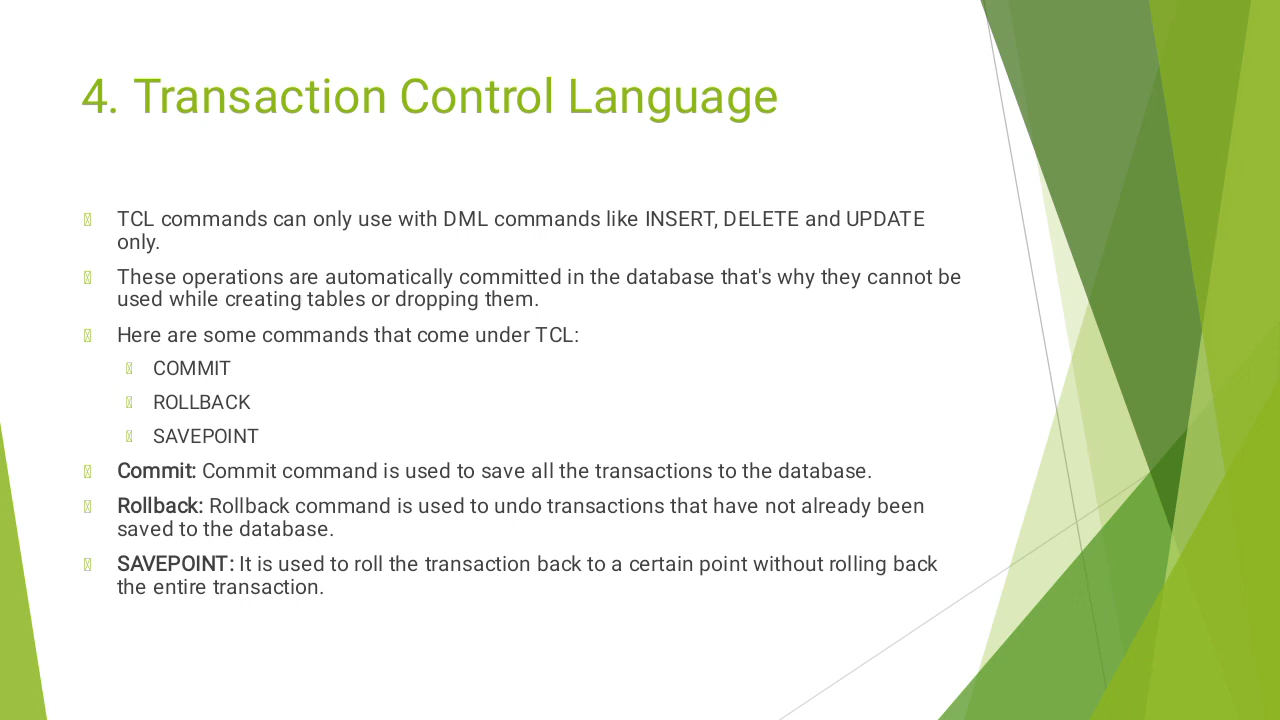 4. Transaction Control Language
TCL commands can only use with DML commands like INSERT, DELETE and UPDATE
only.
These operations are automatically committed in the database that's why they cannot be
used while creating tables or dropping them.
Here are some commands that come under TCL:
COMMIT
ROLLBACK
SAVEPOINT
Commit: Commit command is used to save all the transactions to the database.
Rollback: Rollback command is used to undo transactions that have not already been
saved to the database.
SAVEPOINT: It is used to roll the transaction back to a certain point without rolling back
the entire transaction.